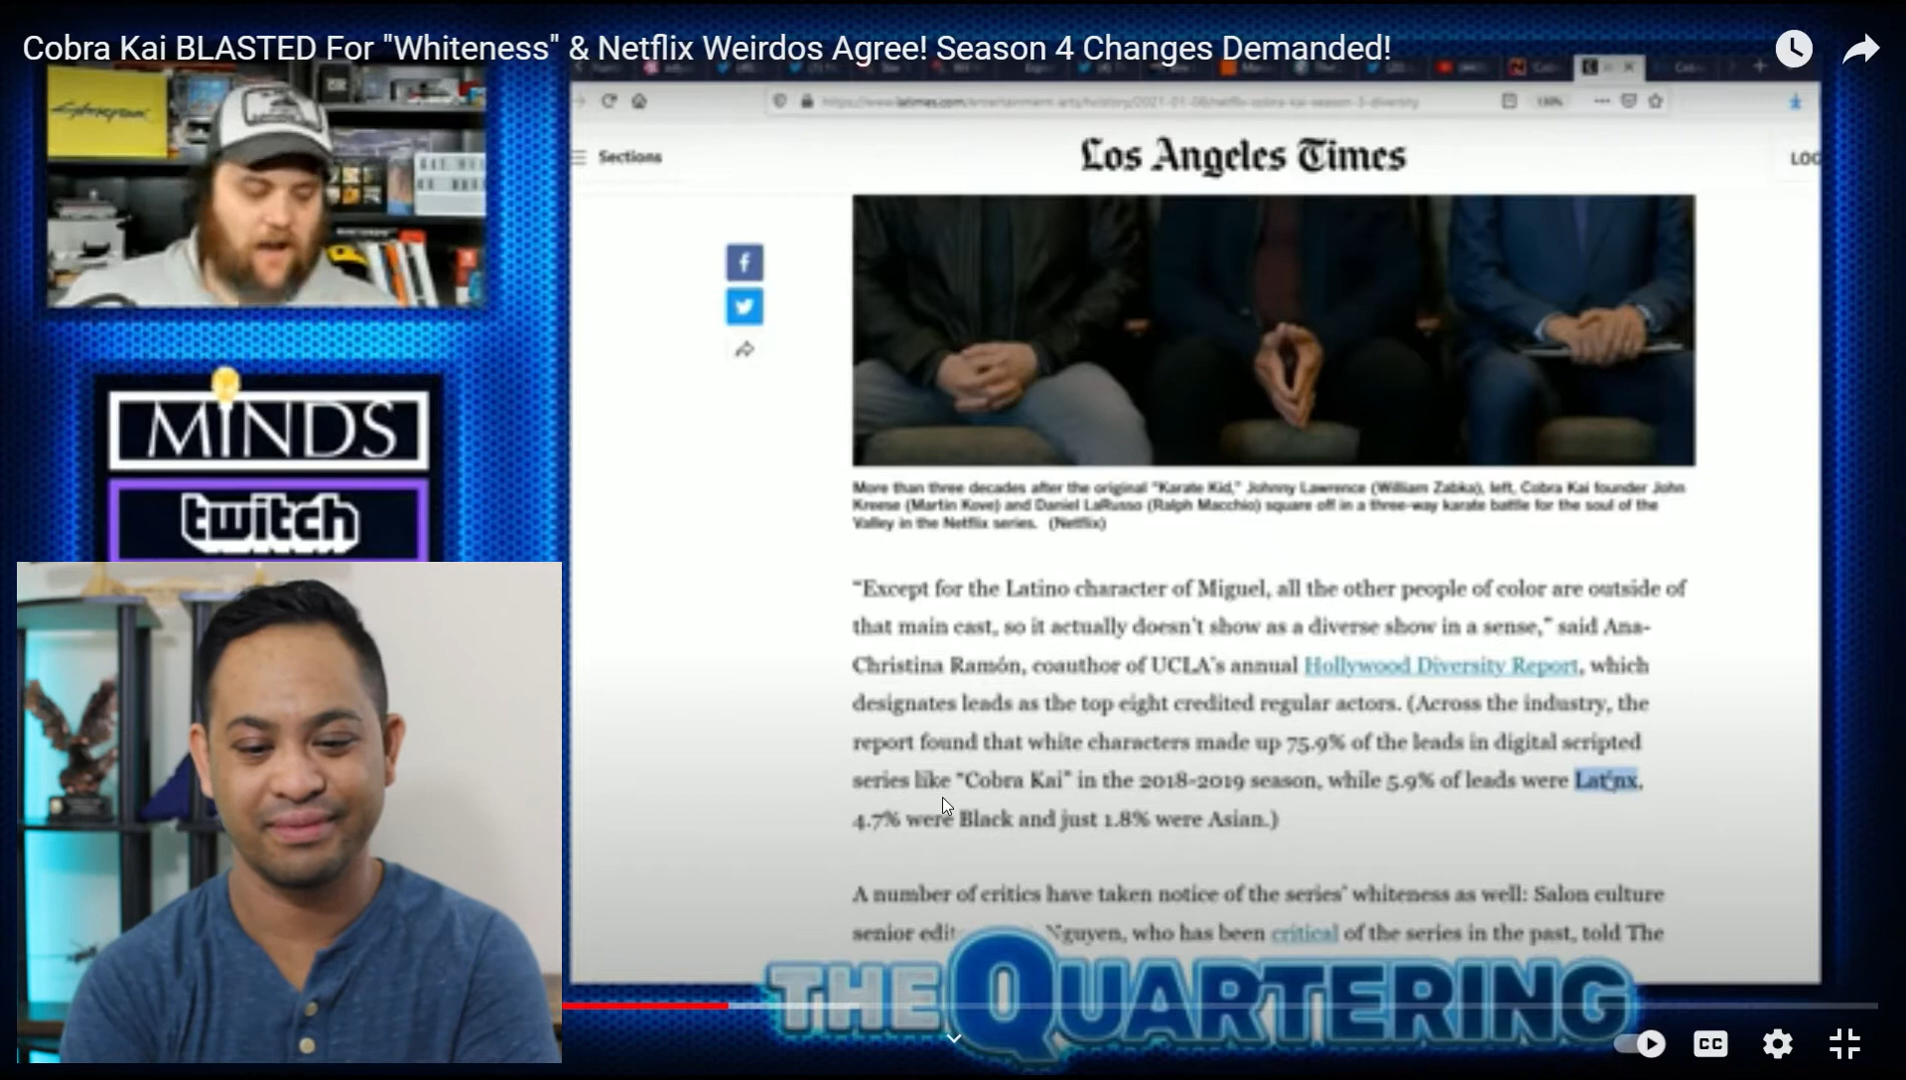 Cobra Kai BLASTED For "Whiteness" & Netflix Weirdos Agree! Season 4 Changes Demanded!
130%
Sections
Los Angeles Times
LOG
MINDS
twitch
More than three decades after the original "Karate Kid," Johnny Lawrence (William Zabka), left, Cobra Kai founder John
Kreese (Martin Kove) and Daniel LaRusso (Ralph Macchio) square off in a three-way karate battle for the soul of the
Valley in the Netflix series. (Netflix)
“Except for the Latino character of Miguel, all the other people of color are outside of
that main cast, so it actually doesn’t show as a diverse show in a sense,” said Ana-
Christina Ramón, coauthor of UCLA’s annual Hollywood Diversity Report, which
designates leads as the top eight credited regular actors. (Across the industry, the
report found that white characters made up 75.9% of the leads in digital scripted
series like “Cobra Kai” in the 2018-2019 season, while 5.9% of leads were Latinx,
4.7% were Black and just 1.8% were Asian.)
A number of critics have taken notice of the series’ whiteness as well: Salon culture
senior Nguyen, who has been critical of the series in the past, told The
THE QUARTERING
CC